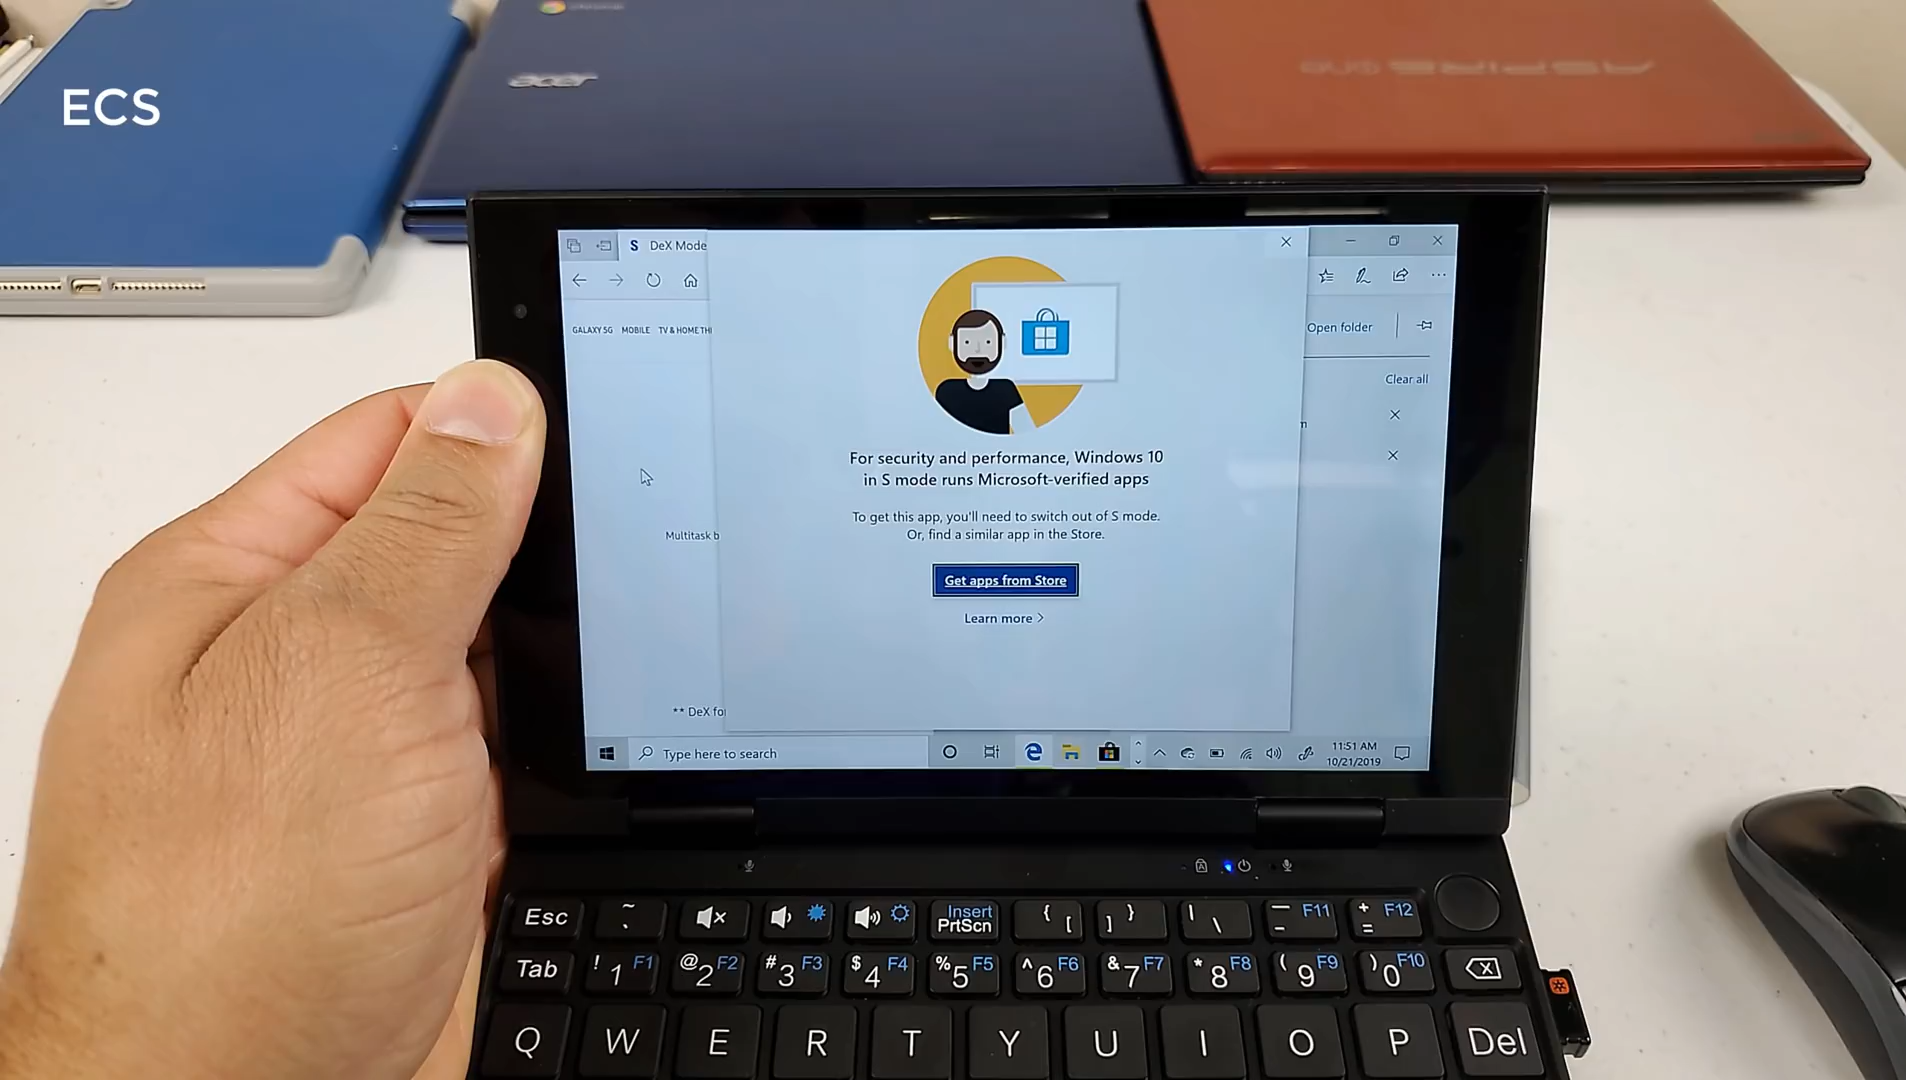 ECS
acer
ASPIRE one
S DeX Mode
GALAXY 5G MOBILE TV & HOME TH
Open folder
Clear all
For security and performance, Windows 10
in S mode runs Microsoft-verified apps
To get this app, you'll need to switch out of S mode.
Or, find a similar app in the Store.
Multitask b
Get apps from Store
Learn more >
** DeX fo
Type here to search
11:51 AM
10/21/2019
Esc ~ Insert PrtScn { [ ] } | \ — - F11 + = F12
Tab ! 1 F1 @ 2 F2 # 3 F3 $ 4 F4 % 5 F5 ^ 6 F6 & 7 F7 * 8 F8 ( 9 F9 ) 0 F10
Q W E R T Y U I O P Del